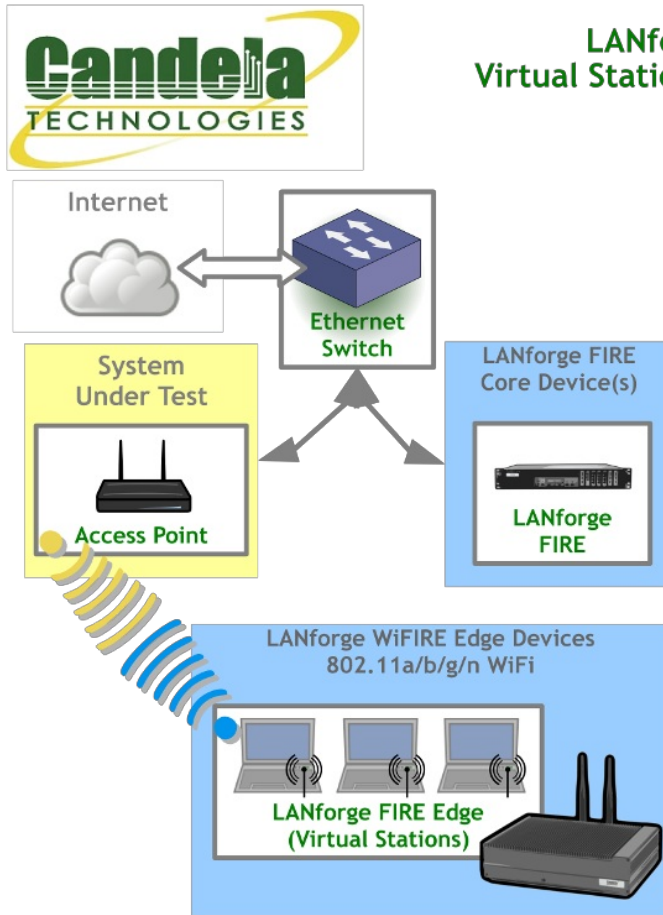 Candela
TECHNOLOGIES
Virtual
Internet
Ethernet
Switch
System
Under Test
Access Point
LANforge FIRE
Core Device(s)
LANforge
FIRE
LANforge WiFIRE Edge Devices
802.11a/b/g/n WiFi
LANforge FIRE Edge
(Virtual Stations)